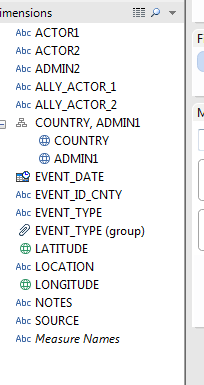 Dimensions
Abc ACTOR1
Abc ACTOR2
Abc ADMIN2
Abc ALLY_ACTOR_1
Abc ALLY_ACTOR_2
COUNTRY, ADMIN1
COUNTRY
ADMIN1
EVENT_DATE
Abc EVENT_ID_CNTY
Abc EVENT_TYPE
EVENT_TYPE (group)
LATITUDE
Abc LOCATION
LONGITUDE
Abc NOTES
Abc SOURCE
Abc Measure Names
F
M